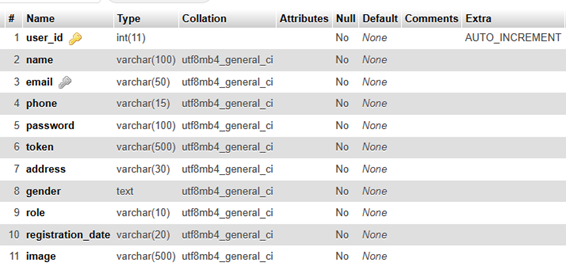 # Name Type Collation Attributes Null Default Comments Extra
1 user_id int(11) No None AUTO_INCREMENT
2 name varchar(100) utf8mb4_general_ci No None
3 email varchar(50) utf8mb4_general_ci No None
4 phone varchar(15) utf8mb4_general_ci No None
5 password varchar(100) utf8mb4_general_ci No None
6 token varchar(500) utf8mb4_general_ci No None
7 address varchar(30) utf8mb4_general_ci No None
8 gender text utf8mb4_general_ci No None
9 role varchar(10) utf8mb4_general_ci No None
10 registration_date varchar(20) utf8mb4_general_ci No None
11 image varchar(500) utf8mb4_general_ci No None